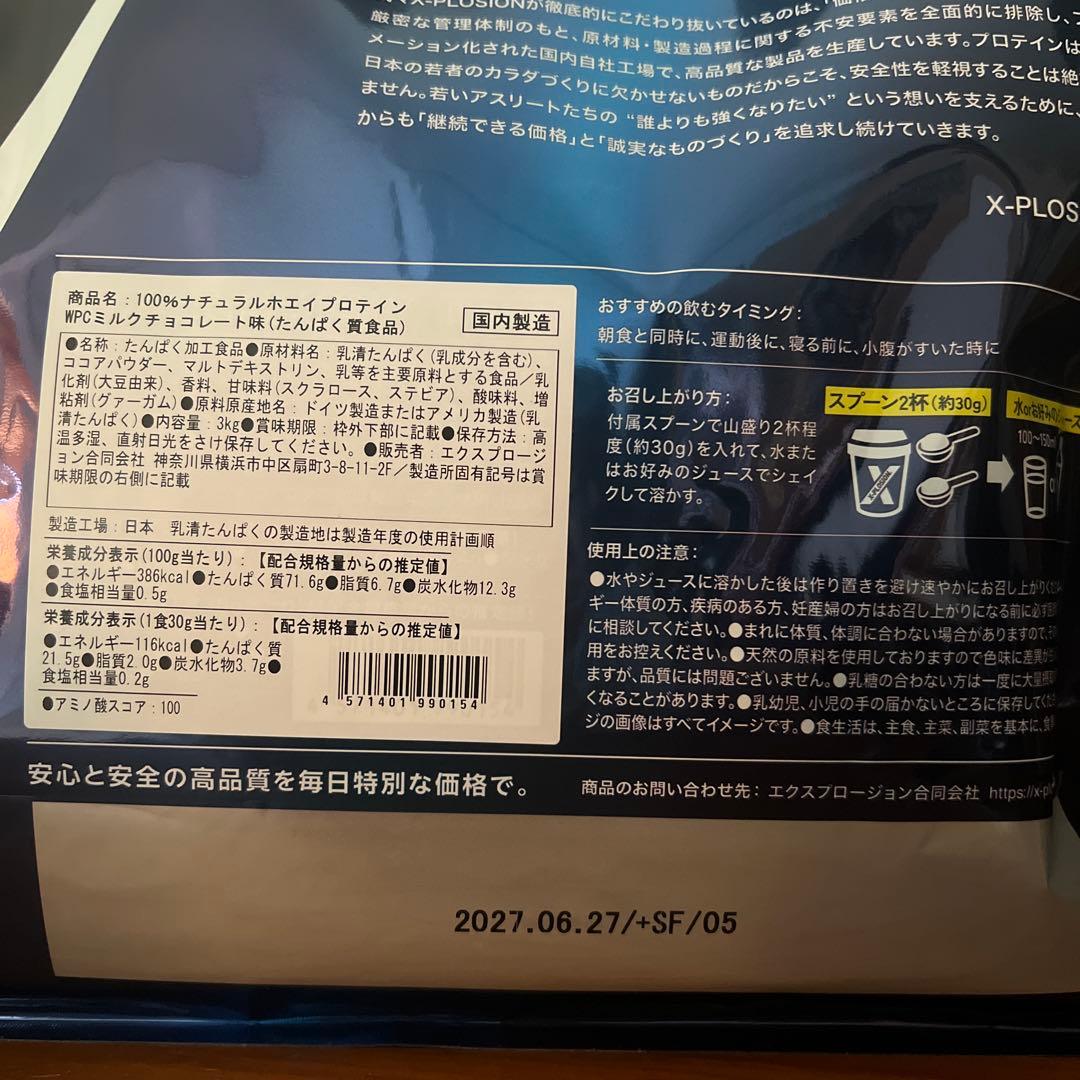 X-PLOSIONが徹底的にこだわり抜いているのは、「価
厳密な管理体制のもと、原材料・製造過程に関する不安要素を全面的に排除し、
メーション化された国内自社工場で、高品質な製品を生産しています。プロテインは
日本の若者のカラダづくりに欠かせないものだからこそ、安全性を軽視することは絶
ません。若いアスリートたちの“誰よりも強くなりたい”という想いを支えるために、
からも「継続できる価格」と「誠実なものづくり」を追求し続けていきます。
X-PLOS
商品名：100%ナチュラルホエイプロテイン
WPCミルクチョコレート味(たんぱく質食品)
国内製造
●名称：たんぱく加工食品●原材料名：乳清たんぱく(乳成分を含む)、
ココアパウダー、マルトデキストリン、乳等を主要原料とする食品／乳
化剤(大豆由来)、香料、甘味料(スクラロース、ステビア)、酸味料、増
粘剤(グァーガム)●原料原産地名：ドイツ製造またはアメリカ製造(乳
清たんぱく)●内容量：3kg●賞味期限：枠外下部に記載●保存方法：高
温多湿、直射日光をさけ保存してください。●販売者：エクスプロージ
ョン合同会社 神奈川県横浜市中区扇町3-8-11-2F／製造所固有記号は賞
味期限の右側に記載
製造工場：日本 乳清たんぱくの製造地は製造年度の使用計画順
栄養成分表示(100g当たり)：【配合規格量からの推定値】
●エネルギー386kcal●たんぱく質71.6g●脂質6.7g●炭水化物12.3g
●食塩相当量0.5g
栄養成分表示(1食30g当たり)：【配合規格量からの推定値】
●エネルギー116kcal●たんぱく質
21.5g●脂質2.0g●炭水化物3.7g●
食塩相当量0.2g
●アミノ酸スコア：100
4 571401 990154
おすすめの飲むタイミング：
朝食と同時に、運動後に、寝る前に、小腹がすいた時に
お召し上がり方：
付属スプーンで山盛り2杯程
度（約30g）を入れて、水また
はお好みのジュースでシェイ
クして溶かす。
スプーン2杯（約30g）
X-PLOSION
水orお好みのジュース
100〜150ml
使用上の注意：
●水やジュースに溶かした後は作り置きを避け速やかにお召し上がりくだ
ギー体質の方、疾病のある方、妊産婦の方はお召し上がりになる前に必ず
に相談してください。●まれに体質、体調に合わない場合がありますので、
用をお控えください。●天然の原料を使用しておりますので色味に差異が
ますが、品質には問題ございません。●乳糖の合わない方は一度に大量
くなることがあります。●乳幼児、小児の手の届かないところに保存して
ジの画像はすべてイメージです。●食生活は、主食、主菜、副菜を基本に、食
安心と安全の高品質を毎日特別な価格で。
商品のお問い合わせ先：エクスプロージョン合同会社 https://x-pl
2027.06.27/+SF/05